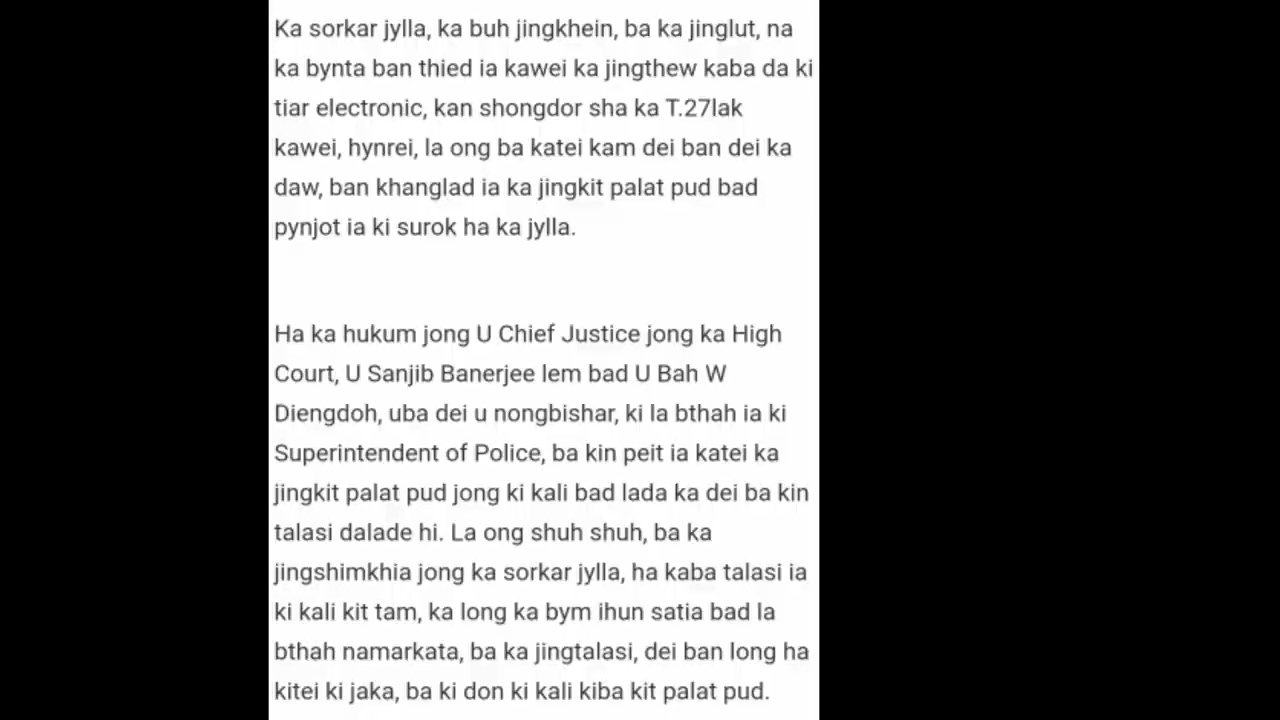 Ka sorkar jylla, ka buh jingkhein, ba ka jinglut, na
ka bynta ban thied ia kawei ka jingthew kaba da ki
tiar electronic, kan shongdor sha ka T.27lak
kawei, hynrei, la ong ba katei kam dei ban dei ka
daw, ban khanglad ia ka jingkit palat pud bad
pynjot ia ki surok ha ka jylla.
Ha ka hukum jong U Chief Justice jong ka High
Court, U Sanjib Banerjee lem bad U Bah W
Diengdoh, uba dei u nongbishar, ki la bthah ia ki
Superintendent of Police, ba kin peit ia katei ka
jingkit palat pud jong ki kali bad lada ka dei ba kin
talasi dalade hi. La ong shuh shuh, ba ka
jingshimkhia jong ka sorkar jylla, ha kaba talasi ia
ki kali kit tam, ka long ka bym ihun satia bad la
bthah namarkata, ba ka jingtalasi, dei ban long ha
kitei ki jaka, ba ki don ki kali kiba kit palat pud.